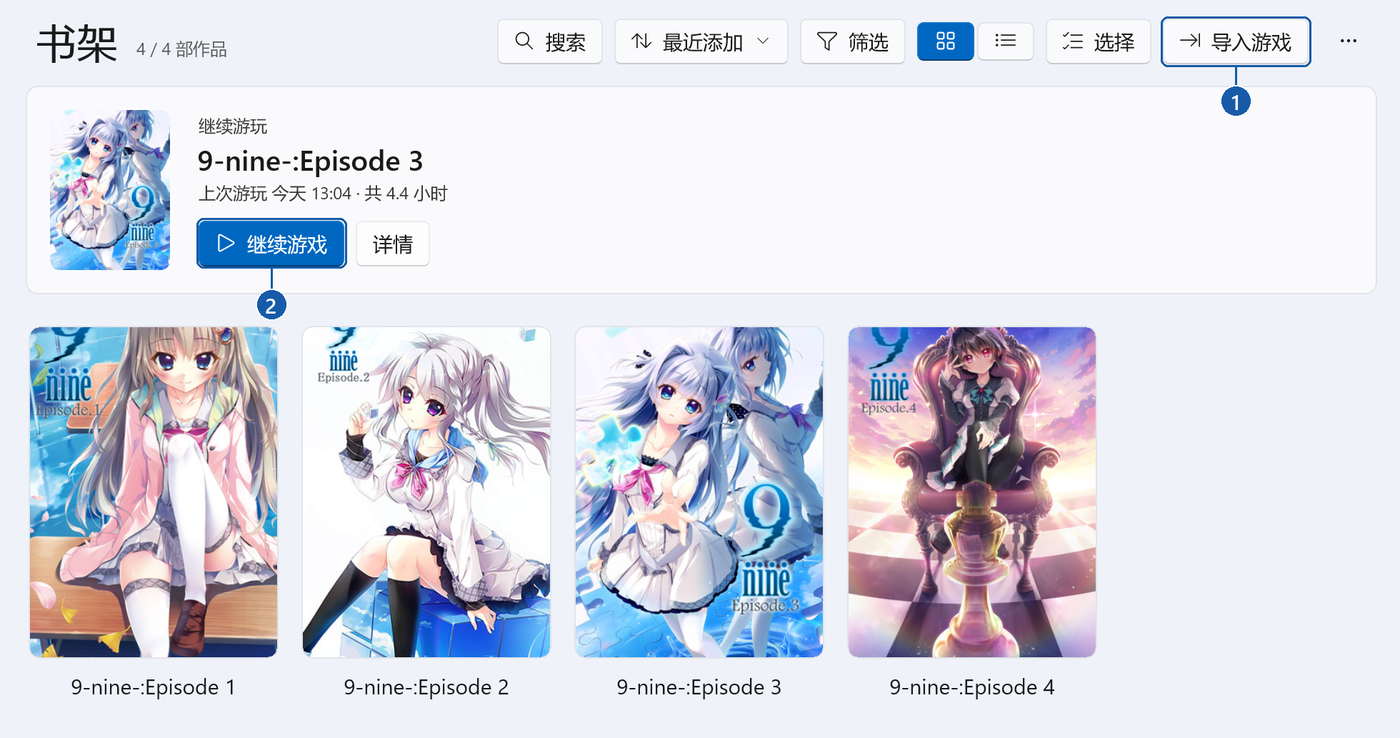 书架
4 / 4 部作品
搜索
最近添加
筛选
选择
导入游戏
1
继续游玩
9-nine-:Episode 3
上次游玩 今天 13:04 · 共 4.4 小时
继续游戏
详情
2
9
nine
Episode.1
9
nine
Episode.2
9
nine
Episode.3
9
nine
Episode.4
9-nine-:Episode 1
9-nine-:Episode 2
9-nine-:Episode 3
9-nine-:Episode 4